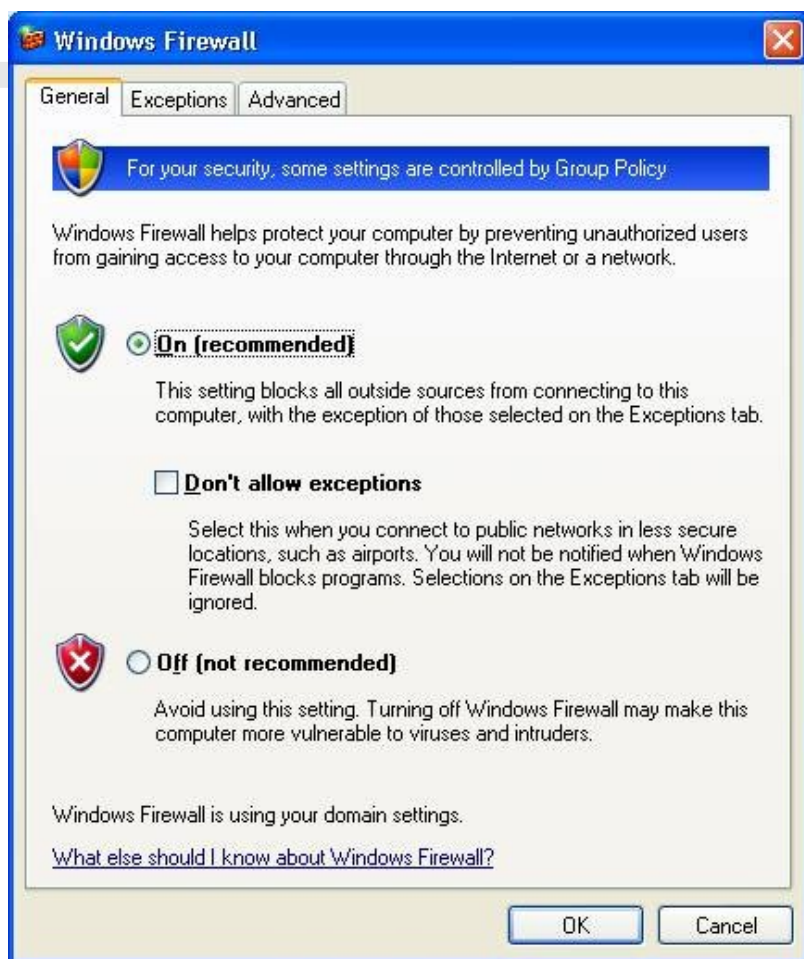 Windows Firewall
General
Exceptions
Advanced
For your security, some settings are controlled by Group Policy
Windows Firewall helps protect your computer by preventing unauthorized users
from gaining access to your computer through the Internet or a network.
On (recommended)
This setting blocks all outside sources from connecting to this
computer, with the exception of those selected on the Exceptions tab.
Don't allow exceptions
Select this when you connect to public networks in less secure
locations, such as airports. You will not be notified when Windows
Firewall blocks programs. Selections on the Exceptions tab will be
ignored.
Off (not recommended)
Avoid using this setting. Turning off Windows Firewall may make this
computer more vulnerable to viruses and intruders.
Windows Firewall is using your domain settings.
What else should I know about Windows Firewall?
OK
Cancel